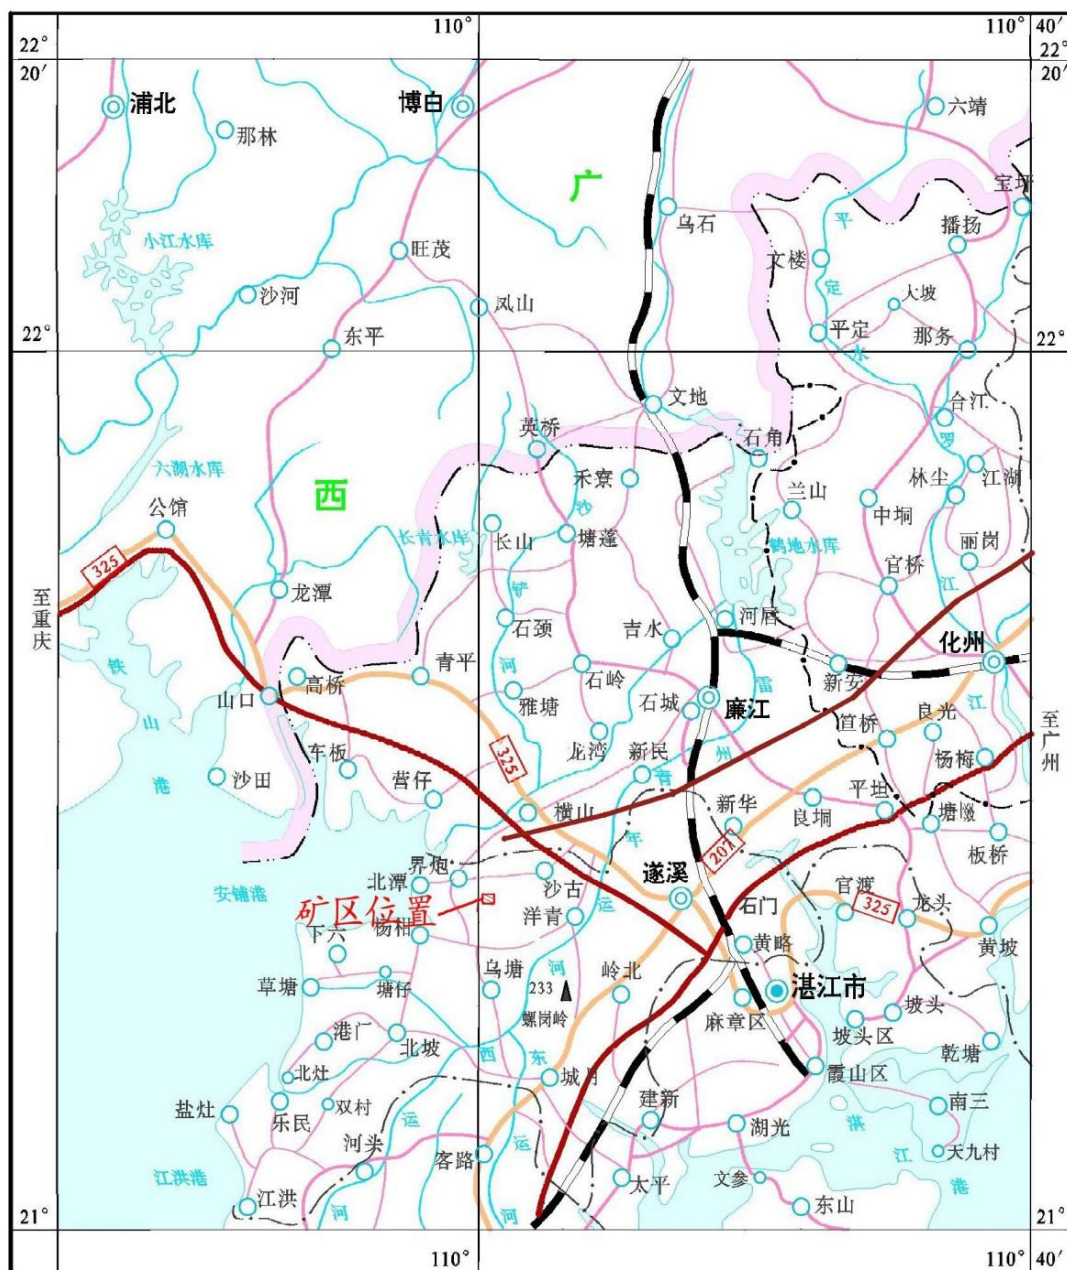 110°
110° 40′
22°
20′
22°
20′
浦北
博白
六靖
那林
广
宝圩
乌石
平
播扬
小江水库
旺茂
文楼
沙河
定
大坡
凤山
东平
平定
那务
22°
22°
水
文地
合江
英桥
石角
罗
六湖水库
西
禾寮
林尘
江湖
公馆
沙
兰山
中垌
长青水库
长山
塘蓬
鹤地水库
丽岗
325
官桥
至重庆
龙潭
铲
江
石颈
吉水
河唇
化州
铁
青平
河
石岭
新安
山口
高桥
雅塘
石城
廉江
雷
江
至广州
山
道桥
良光
车板
325
龙湾
新民
州
杨梅
港
沙田
营仔
青
横山
新华
良垌
平坦
塘㙍
年
207
板桥
界炮
安铺港
北潭
沙古
遂溪
官渡
矿区位置
运
325
龙头
杨柑
洋青
石门
下六
黄略
黄坡
乌塘
河
岭北
草塘
塘仔
233
湛江市
螺岗岭
麻章区
坡头
港厂
北坡
坡头区
乾塘
西
东
北灶
城月
霞山区
盐灶
乐民
双村
运
建新
湖光
洪
南三
河头
运
客路
江
天九村
江洪港
太平
文参
港
江洪
河
河
东山
21°
21°
110°
110° 40′